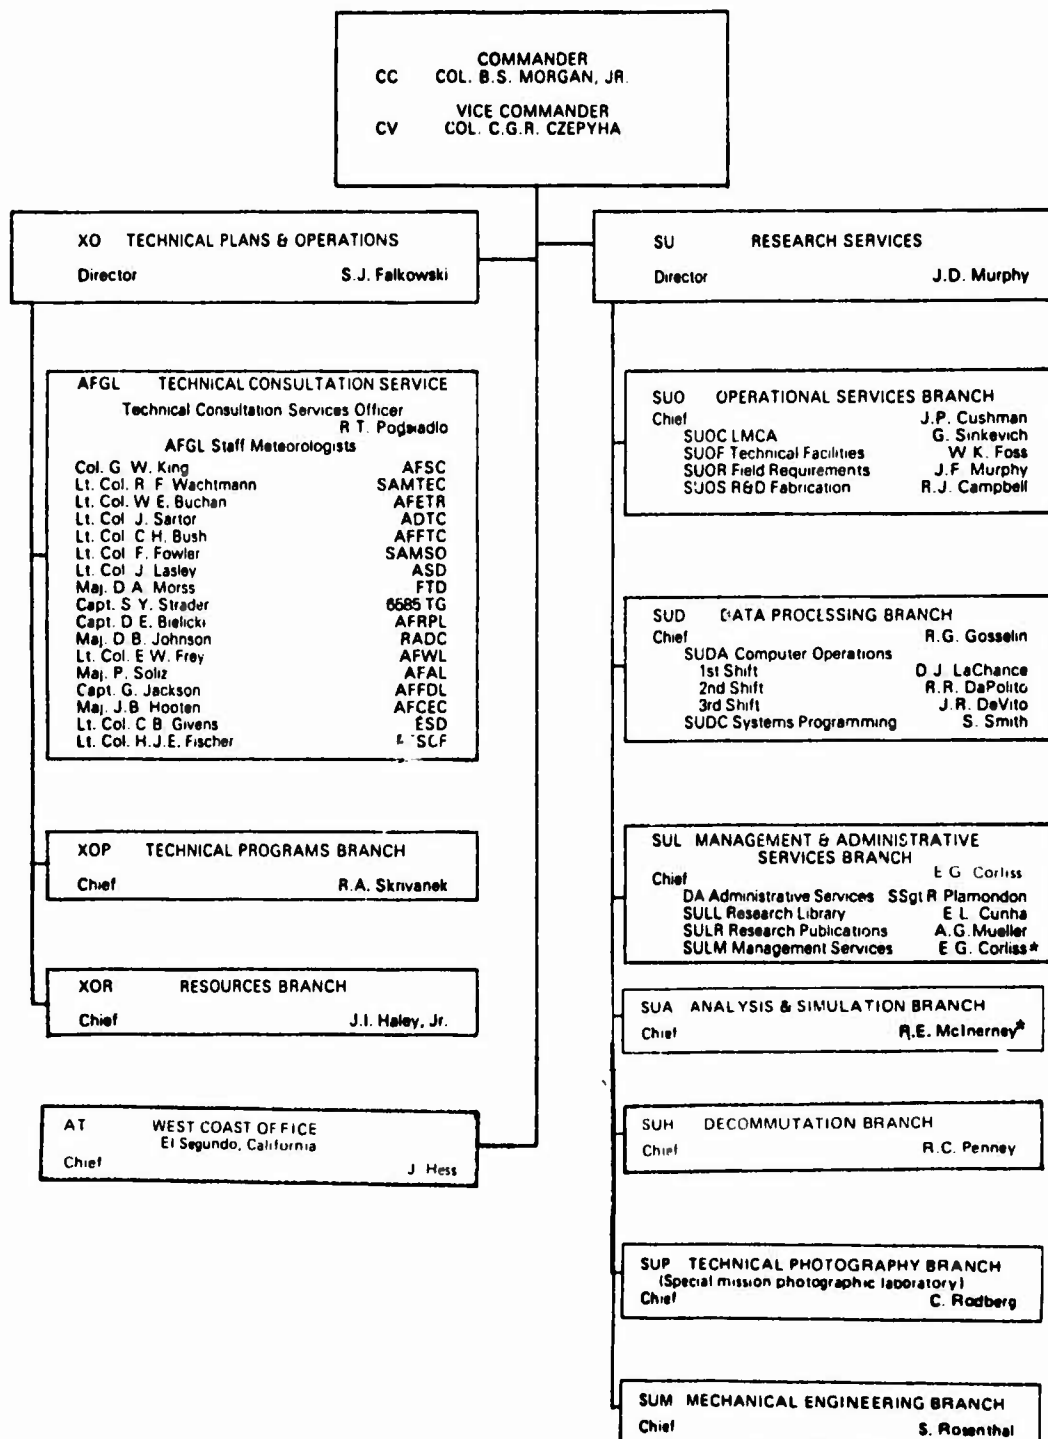 COMMANDER
CC COL. B.S. MORGAN, JR.
VICE COMMANDER
CV COL. C.G.R. CZEPYHA
XO TECHNICAL PLANS & OPERATIONS
Director S.J. Falkowski
AFGL TECHNICAL CONSULTATION SERVICE
Technical Consultation Services Officer
R T. Podsiadlo
AFGL Staff Meteorologists
Col. G W. King AFSC
Lt. Col. R F Wachtmann SAMTEC
Lt. Col. W E. Buchan AFETR
Lt. Col J. Sartor ADTC
Lt. Col C H. Bush AFFTC
Lt. Col F. Fowler SAMSO
Lt. Col J. Lasley ASD
Maj. D A. Morss FTD
Capt. S Y. Strader 6585 TG
Capt. D E. Bielicki AFRPL
Maj. D B. Johnson RADC
Lt. Col. E W. Frey AFWL
Maj. P. Soliz AFAL
Capt. G. Jackson AFFDL
Maj. J.B Hooten AFCEC
Lt. Col. C B. Givens ESD
Lt. Col. H.J.E. Fischer
XOP TECHNICAL PROGRAMS BRANCH
Chief R.A. Skrivanek
XOR RESOURCES BRANCH
Chief J.I. Haley, Jr.
AT WEST COAST OFFICE
El Segundo, California
Chief J Hess
SU RESEARCH SERVICES
Director J.D. Murphy
SUO OPERATIONAL SERVICES BRANCH
Chief J.P. Cushman
SUOC LMCA G. Sinkevich
SUOF Technical Facilities W K. Foss
SUOR Field Requirements J.F. Murphy
SUOS R&D Fabrication R.J. Campbell
SUD DATA PROCESSING BRANCH
Chief R.G. Gosselin
SUDA Computer Operations
1st Shift D J. LaChance
2nd Shift R.R. DaPolito
3rd Shift J.R. DeVito
SUDC Systems Programming S. Smith
SUL MANAGEMENT & ADMINISTRATIVE
SERVICES BRANCH
Chief E G. Corliss
DA Administrative Services SSgt R Plamondon
SULL Research Library E L. Cunha
SULR Research Publications A.G.Mueller
SULM Management Services E G. Corliss*
SUA ANALYSIS & SIMULATION BRANCH
Chief R.E. McInerney*
SUH DECOMMUTATION BRANCH
Chief R.C. Penney
SUP TECHNICAL PHOTOGRAPHY BRANCH
(Special mission photographic laboratory)
Chief C. Rodberg
SUM MECHANICAL ENGINEERING BRANCH
Chief S. Rosenthal